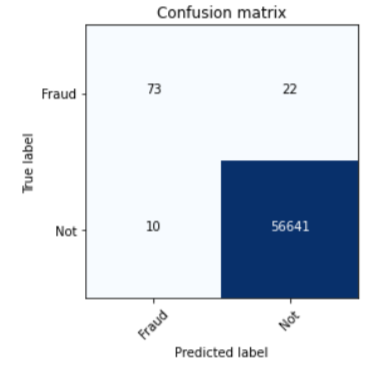 Confusion matrix
True label
Fraud 73 22
Not 10 56641
Fraud Not
Predicted label